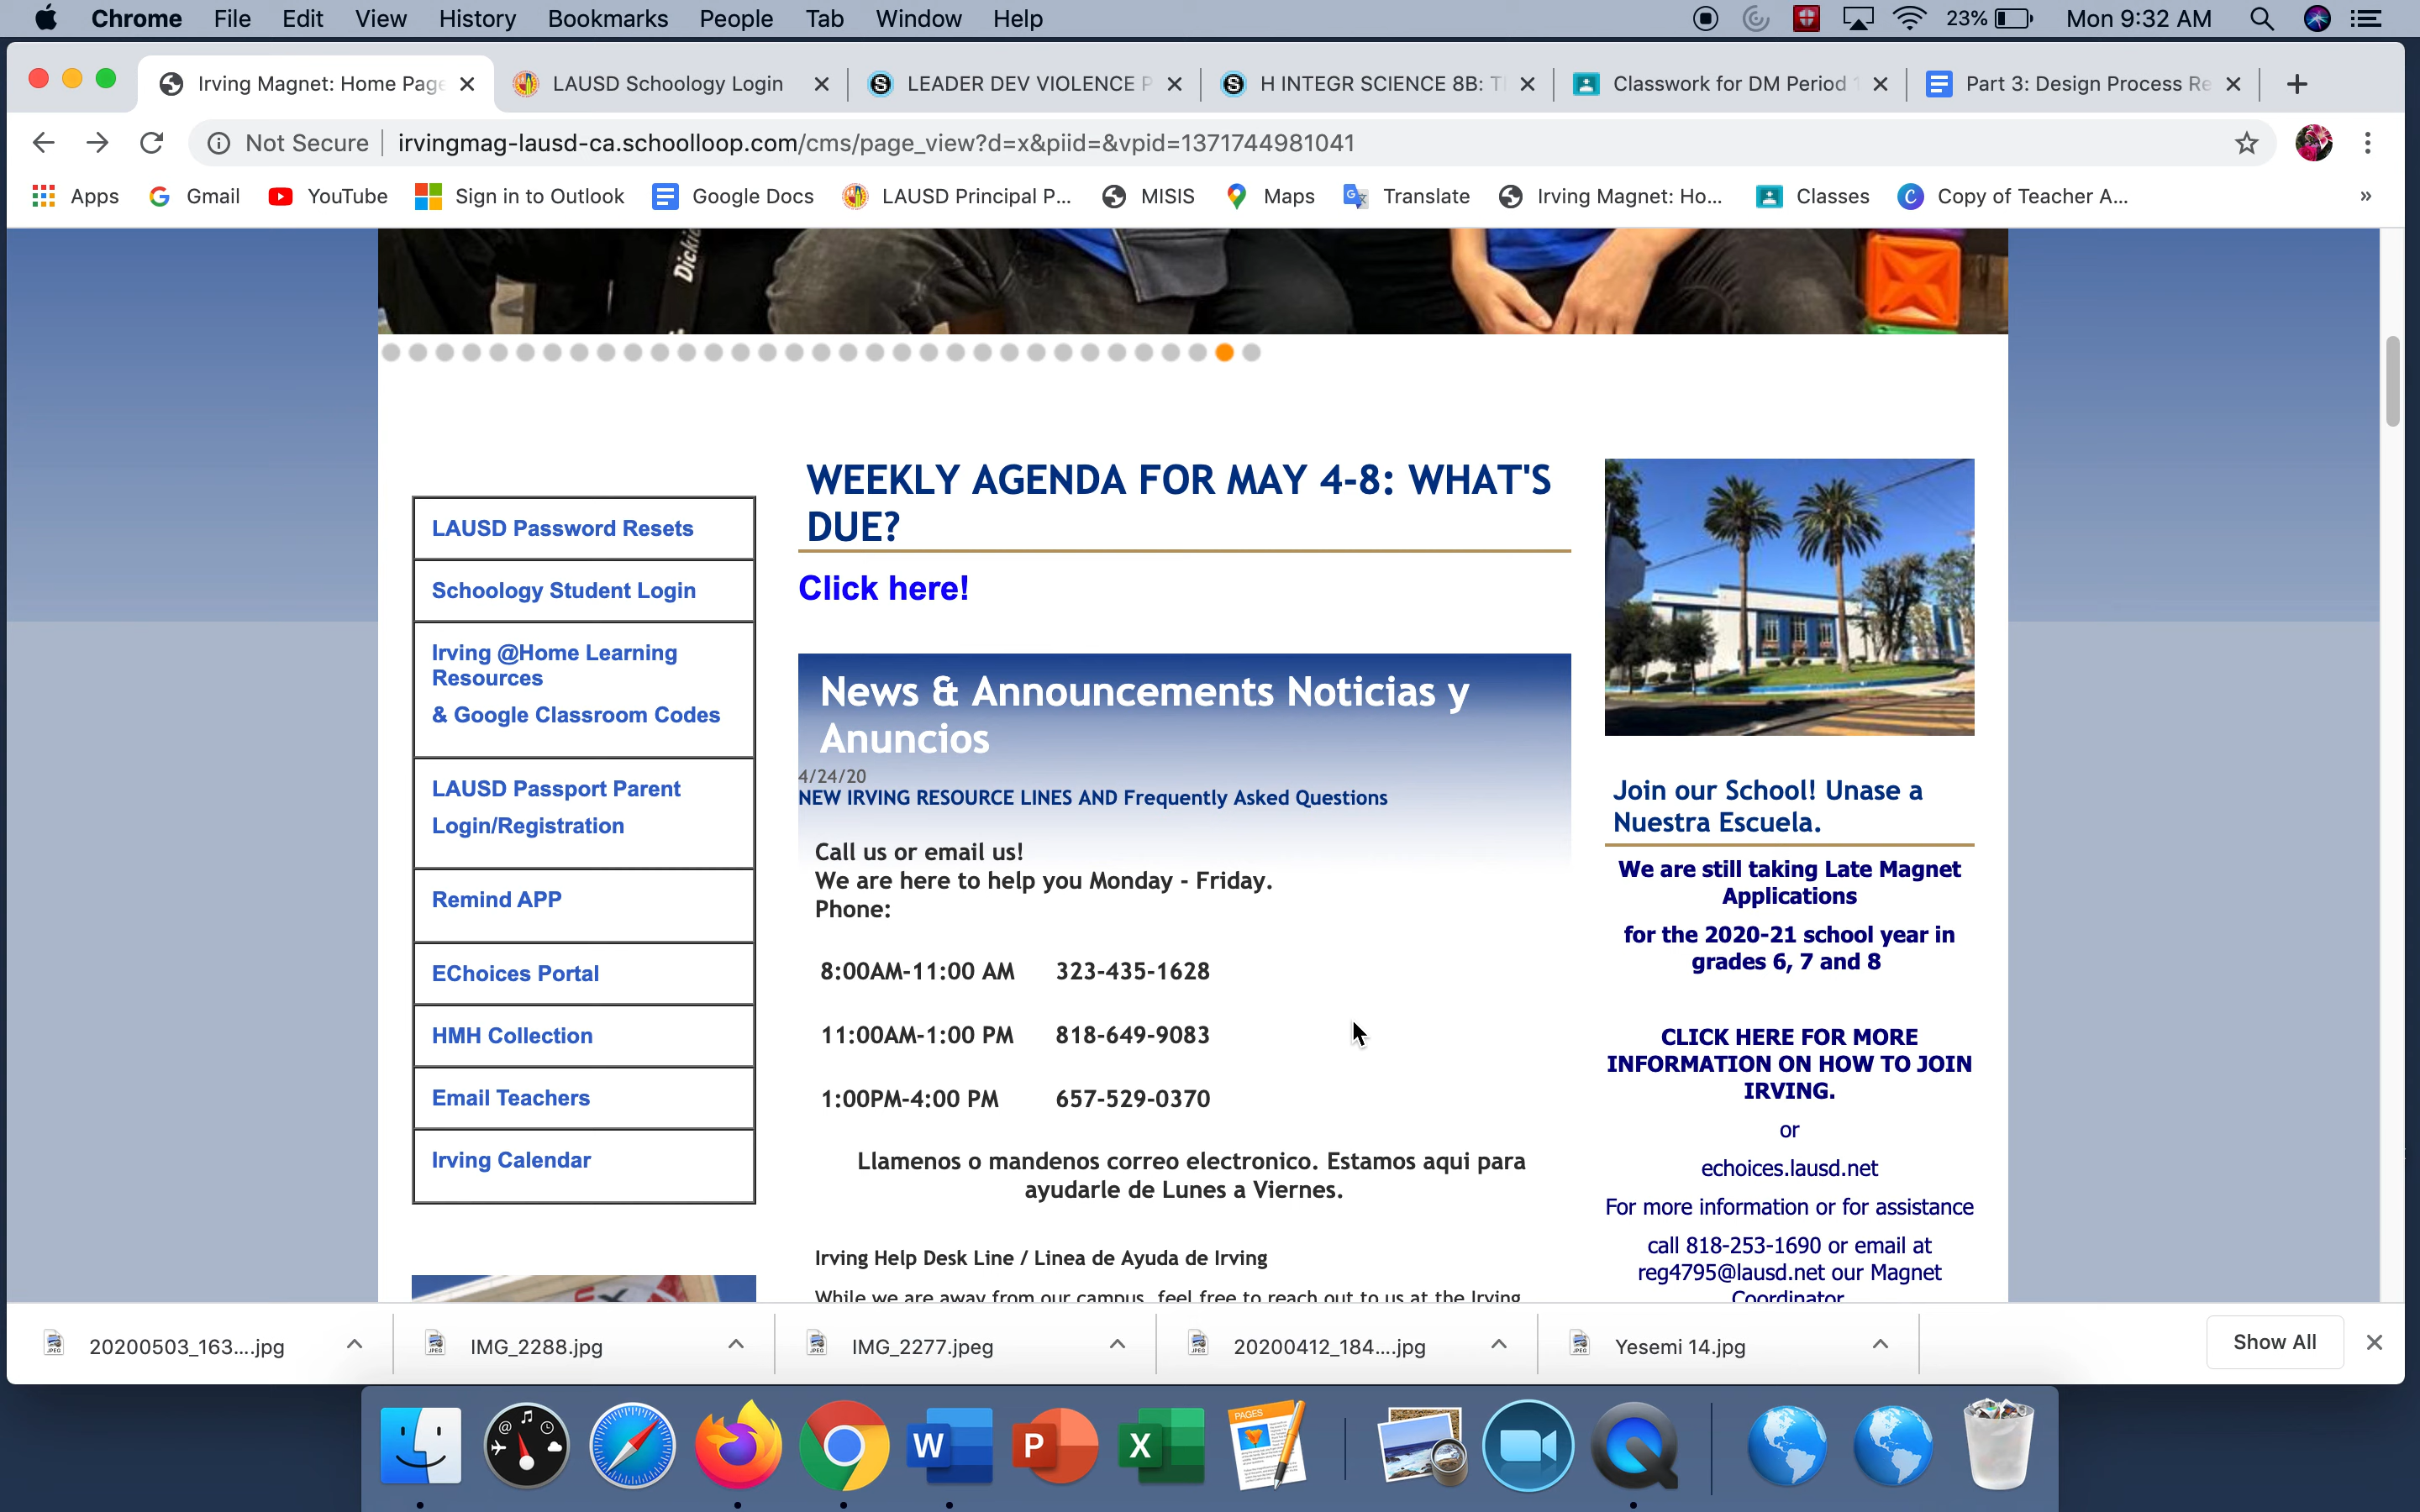 Chrome File Edit View History Bookmarks People Tab Window Help 23% Mon 9:32 AM
Irving Magnet: Home Page LAUSD Schoology Login LEADER DEV VIOLENCE P H INTEGR SCIENCE 8B: T Classwork for DM Period 1 Part 3: Design Process Re
Not Secure irvingmag-lausd-ca.schoolloop.com/cms/page_view?d=x&piid=&vpid=1371744981041
Apps Gmail YouTube Sign in to Outlook Google Docs LAUSD Principal P... MISIS Maps Translate Irving Magnet: Ho... Classes Copy of Teacher A... »
Dickie
LAUSD Password Resets
Schoology Student Login
Irving @Home Learning
Resources
& Google Classroom Codes
LAUSD Passport Parent
Login/Registration
Remind APP
EChoices Portal
HMH Collection
Email Teachers
Irving Calendar
WEEKLY AGENDA FOR MAY 4-8: WHAT'S
DUE?
Click here!
News & Announcements Noticias y
Anuncios
4/24/20
NEW IRVING RESOURCE LINES AND Frequently Asked Questions
Call us or email us!
We are here to help you Monday - Friday.
Phone:
8:00AM-11:00 AM 323-435-1628
11:00AM-1:00 PM 818-649-9083
1:00PM-4:00 PM 657-529-0370
Llamenos o mandenos correo electronico. Estamos aqui para
ayudarle de Lunes a Viernes.
Irving Help Desk Line / Linea de Ayuda de Irving
While we are away from our campus, feel free to reach out to us at the Irving
Join our School! Unase a
Nuestra Escuela.
We are still taking Late Magnet
Applications
for the 2020-21 school year in
grades 6, 7 and 8
CLICK HERE FOR MORE
INFORMATION ON HOW TO JOIN
IRVING.
or
echoices.lausd.net
For more information or for assistance
call 818-253-1690 or email at
reg4795@lausd.net our Magnet
Coordinator
20200503_163....jpg IMG_2288.jpg IMG_2277.jpeg 20200412_184....jpg Yesemi 14.jpg Show All
W P X PAGES